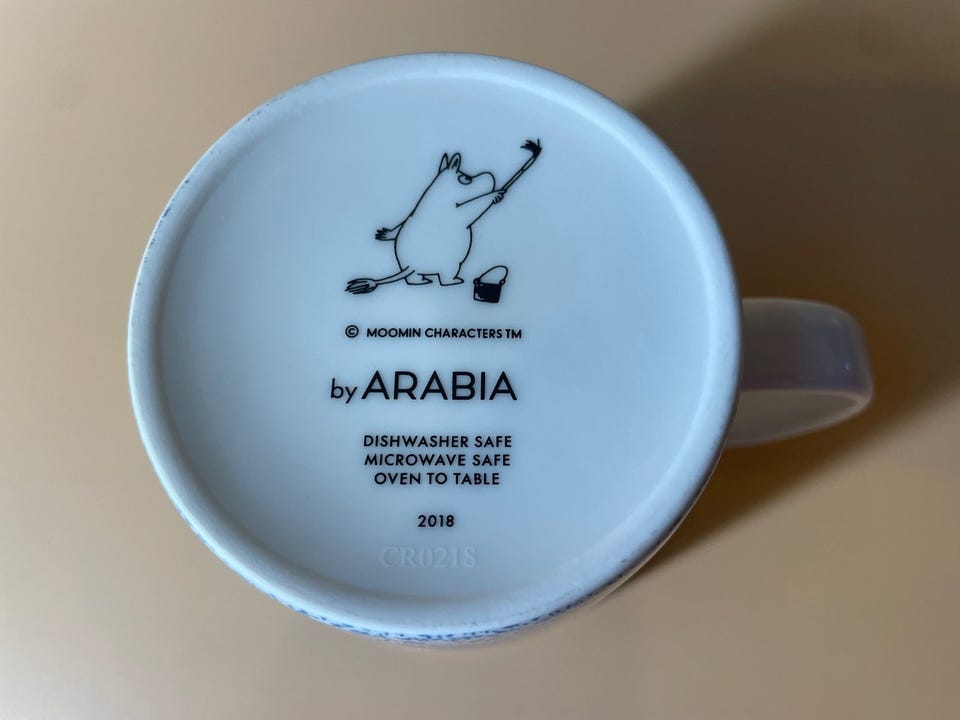 © MOOMIN CHARACTERS TM
by ARABIA
DISHWASHER SAFE
MICROWAVE SAFE
OVEN TO TABLE
2018
CR0218